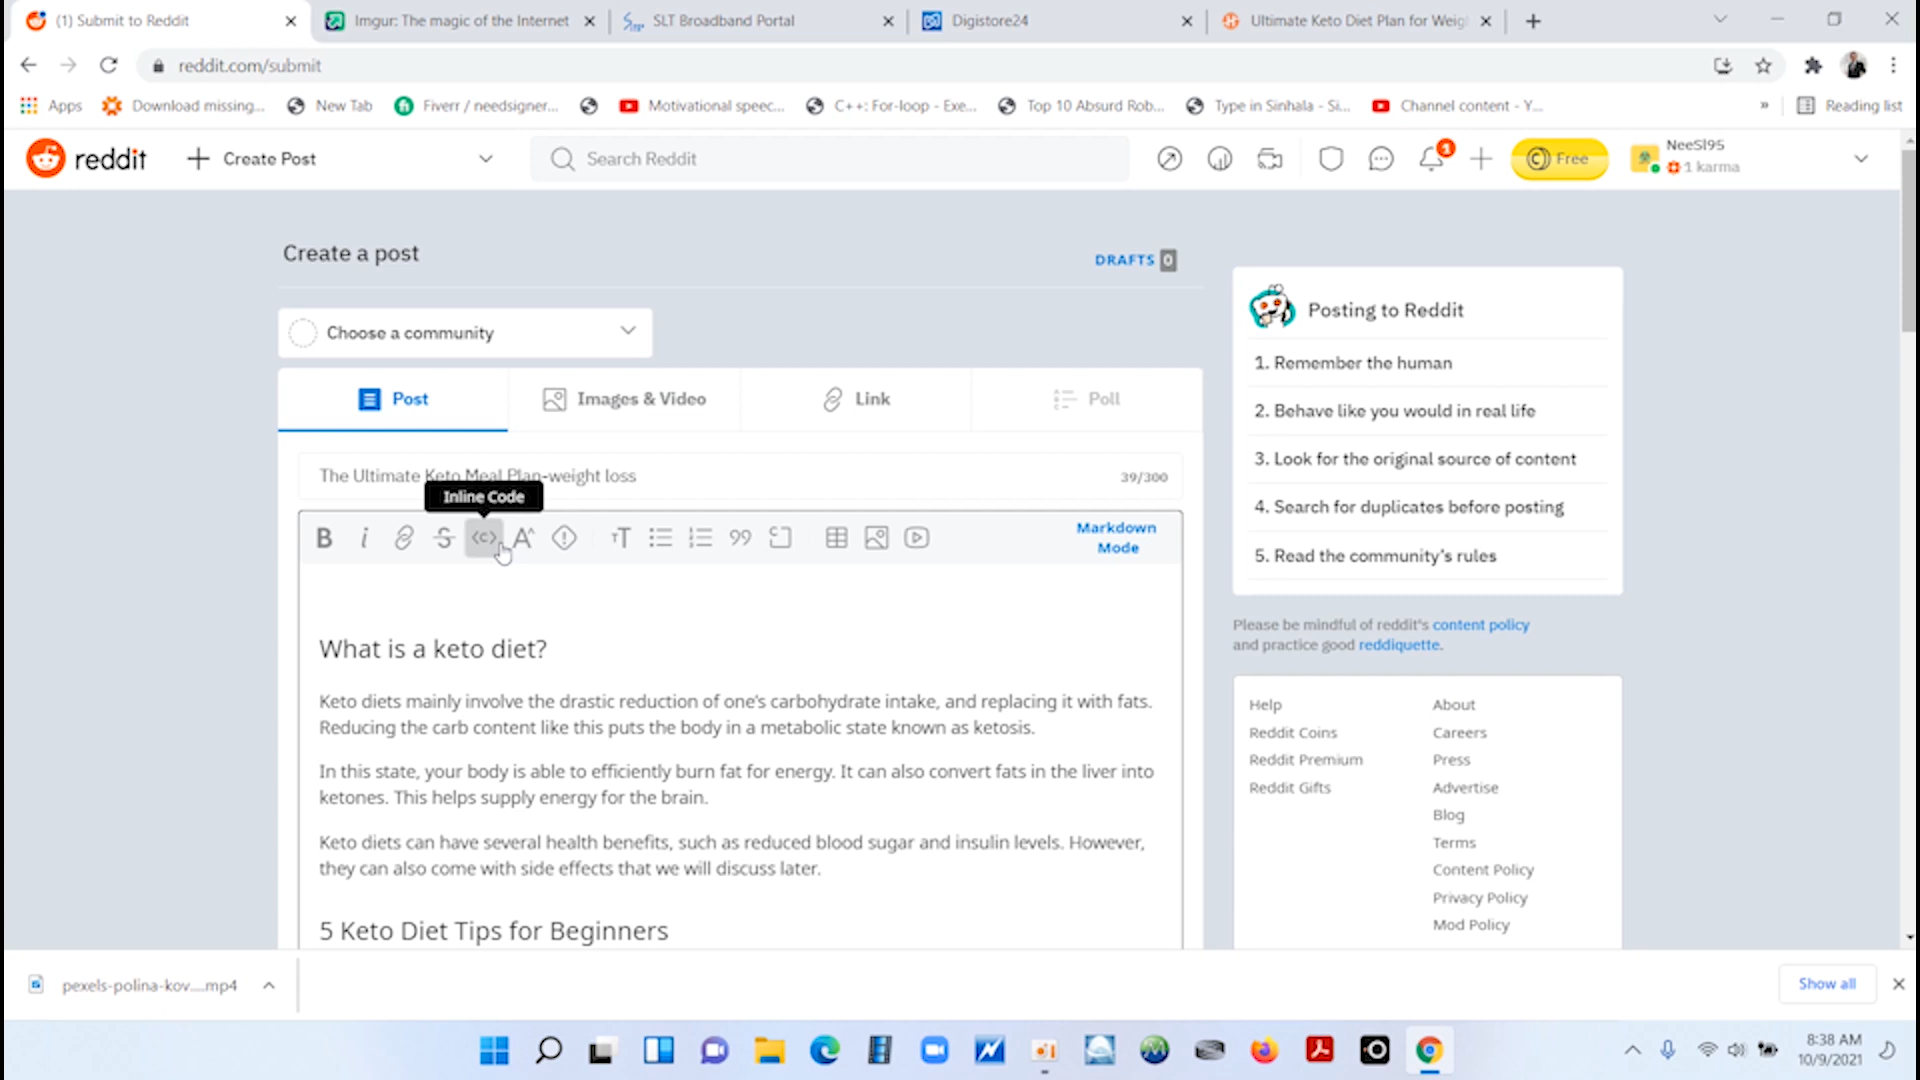 (1) Submit to Reddit
Imgur: The magic of the Internet
SLT Broadband Portal
Digistore24
Ultimate Keto Diet Plan for Weig
reddit.com/submit
Apps
Download missing...
New Tab
Fiverr / needsigner...
Motivational speec...
C++: For-loop - Exe...
Top 10 Absurd Rob...
Type in Sinhala - Si...
Channel content - Y...
»
Reading list
reddit
Create Post
Search Reddit
1
Free
NeeSl95
1 karma
Create a post
DRAFTS 0
Choose a community
Post
Images & Video
Link
Poll
The Ultimate Keto Meal Plan-weight loss
39/300
Inline Code
Markdown
Mode
What is a keto diet?
Keto diets mainly involve the drastic reduction of one's carbohydrate intake, and replacing it with fats.
Reducing the carb content like this puts the body in a metabolic state known as ketosis.
In this state, your body is able to efficiently burn fat for energy. It can also convert fats in the liver into
ketones. This helps supply energy for the brain.
Keto diets can have several health benefits, such as reduced blood sugar and insulin levels. However,
they can also come with side effects that we will discuss later.
5 Keto Diet Tips for Beginners
Posting to Reddit
1. Remember the human
2. Behave like you would in real life
3. Look for the original source of content
4. Search for duplicates before posting
5. Read the community's rules
Please be mindful of reddit's content policy
and practice good reddiquette.
Help
Reddit Coins
Reddit Premium
Reddit Gifts
About
Careers
Press
Advertise
Blog
Terms
Content Policy
Privacy Policy
Mod Policy
pexels-polina-kov....mp4
Show all
8:38 AM
10/9/2021